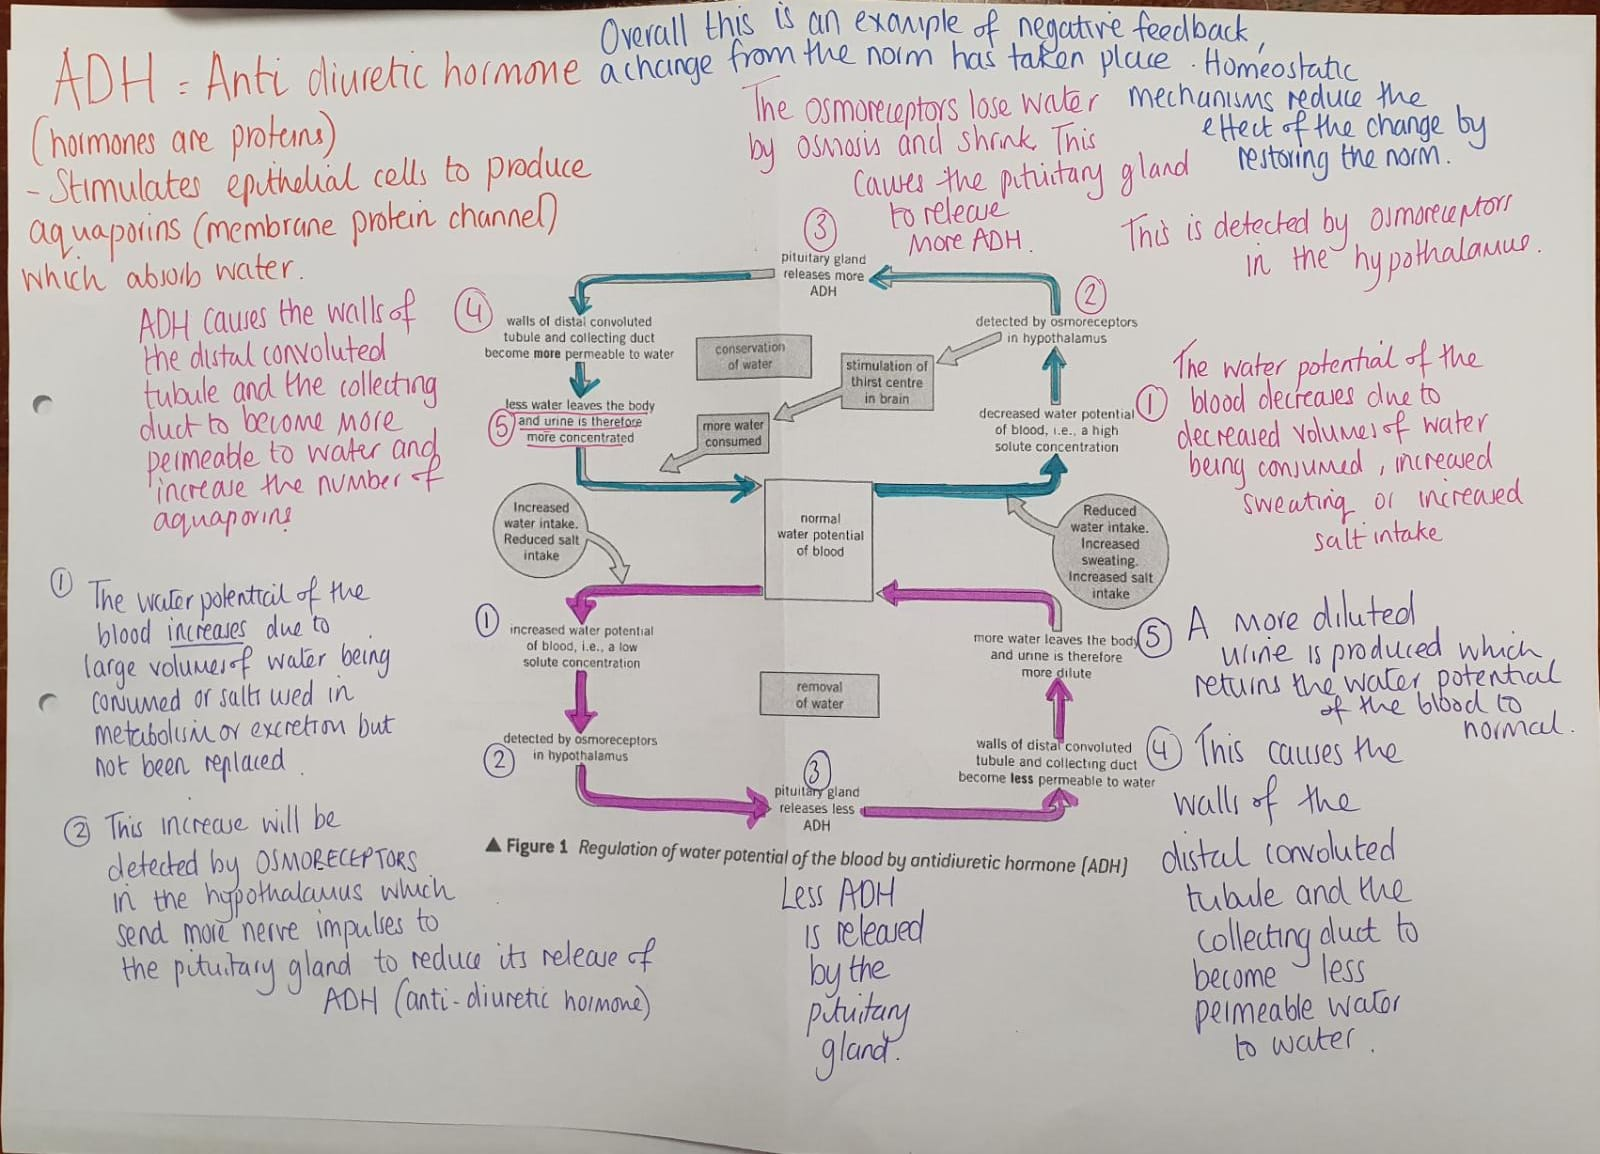 Overall this is an example of negative feedback,
a change from the norm has taken place. Homeostatic
mechanisms reduce the
effect of the change by
restoring the norm.
ADH = Anti diuretic hormone
(hormones are proteins)
- Stimulates epithelial cells to produce
aquaporins (membrane protein channel)
which absorb water.
The osmoreceptors lose water
by osmosis and shrink. This
causes the pituitary gland
to release
more ADH.
This is detected by osmoreceptors
in the hypothalamus.
③
pituitary gland
releases more
ADH
②
detected by osmoreceptors
in hypothalamus
④
walls of distal convoluted
tubule and collecting duct
become more permeable to water
ADH causes the walls of
the distal convoluted
tubule and the collecting
duct to become more
permeable to water and
increase the number of
aquaporins
conservation
of water
stimulation of
thirst centre
in brain
more water
consumed
⑤
less water leaves the body
and urine is therefore
more concentrated
decreased water potential
of blood, i.e., a high
solute concentration
① The water potential of the
blood decreases due to
decreased volumes of water
being consumed, increased
sweating or increased
salt intake
Increased
water intake.
Reduced salt
intake
normal
water potential
of blood
Reduced
water intake.
Increased
sweating.
Increased salt
intake
① The water potential of the
blood increases due to
large volumes of water being
consumed or salts used in
metabolism or excretion but
not been replaced.
①
increased water potential
of blood, i.e., a low
solute concentration
more water leaves the body
and urine is therefore
more dilute
⑤ A more diluted
urine is produced which
returns the water potential
of the blood to
normal.
removal
of water
②
detected by osmoreceptors
in hypothalamus
③
pituitary gland
releases less
ADH
walls of distal convoluted
tubule and collecting duct
become less permeable to water
④ This causes the
walls of the
distal convoluted
tubule and the
collecting duct to
become less
permeable water
to water.
② This increase will be
detected by OSMORECEPTORS
in the hypothalamus which
send more nerve impulses to
the pituitary gland to reduce its release of
ADH (anti-diuretic hormone)
▲ Figure 1 Regulation of water potential of the blood by antidiuretic hormone (ADH)
Less ADH
is released
by the
pituitary
gland.